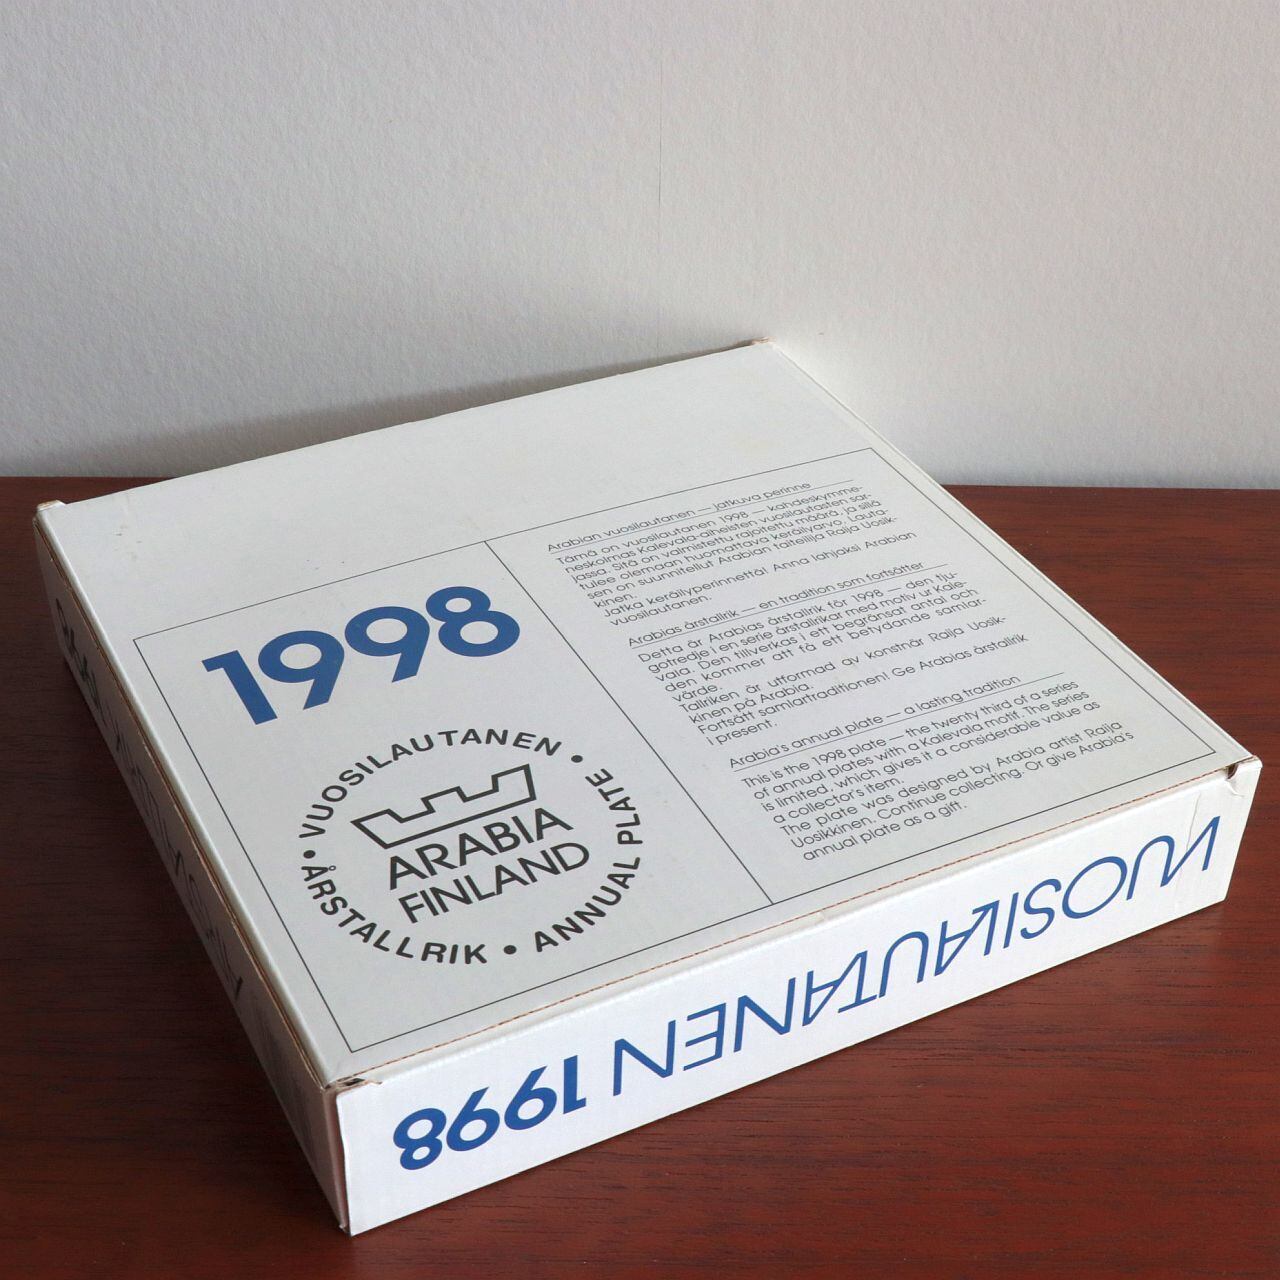 1998
• VUOSILAUTANEN •
ARABIA
FINLAND
ÅRSTALLRIK • ANNUAL PLATE
Arabian vuosilautanen — jatkuva perinne
Tämä on vuosilautanen 1998 — kahdeskymme-
neskolmas Kalevala-aiheisten vuosilautasten sar-
jassa. Sitä on valmistettu rajoitettu määrä, ja sillä
tulee olemaan huomattava keräilyarvo. Lauta-
sen on suunnitellut Arabian taiteilija Raija Uosik-
kinen.
Jatka keräilyperinnettä! Anna lahjaksi Arabian
vuosilautanen.
Arabias årstallrik — en tradition som fortsätter
Detta är Arabias årstallrik för 1998 — den tju-
gotredje i en serie årstallrikar med motiv ur Kale-
vala. Den tillverkas i ett begränsat antal och
den kommer att få ett betydande samlar-
värde.
Tallriken är utformad av konstnär Raija Uosik-
kinen på Arabia.
Fortsätt samlartraditionen! Ge Arabias årstallrik
i present.
Arabia's annual plate — a lasting tradition
This is the 1998 plate — the twenty third of a series
of annual plates with a Kalevala motif. The series
is limited, which gives it a considerable value as
a collector's item.
The plate was designed by Arabia artist Raija
Uosikkinen. Continue collecting. Or give Arabia's
annual plate as a gift.
VUOSILAUTANEN 1998